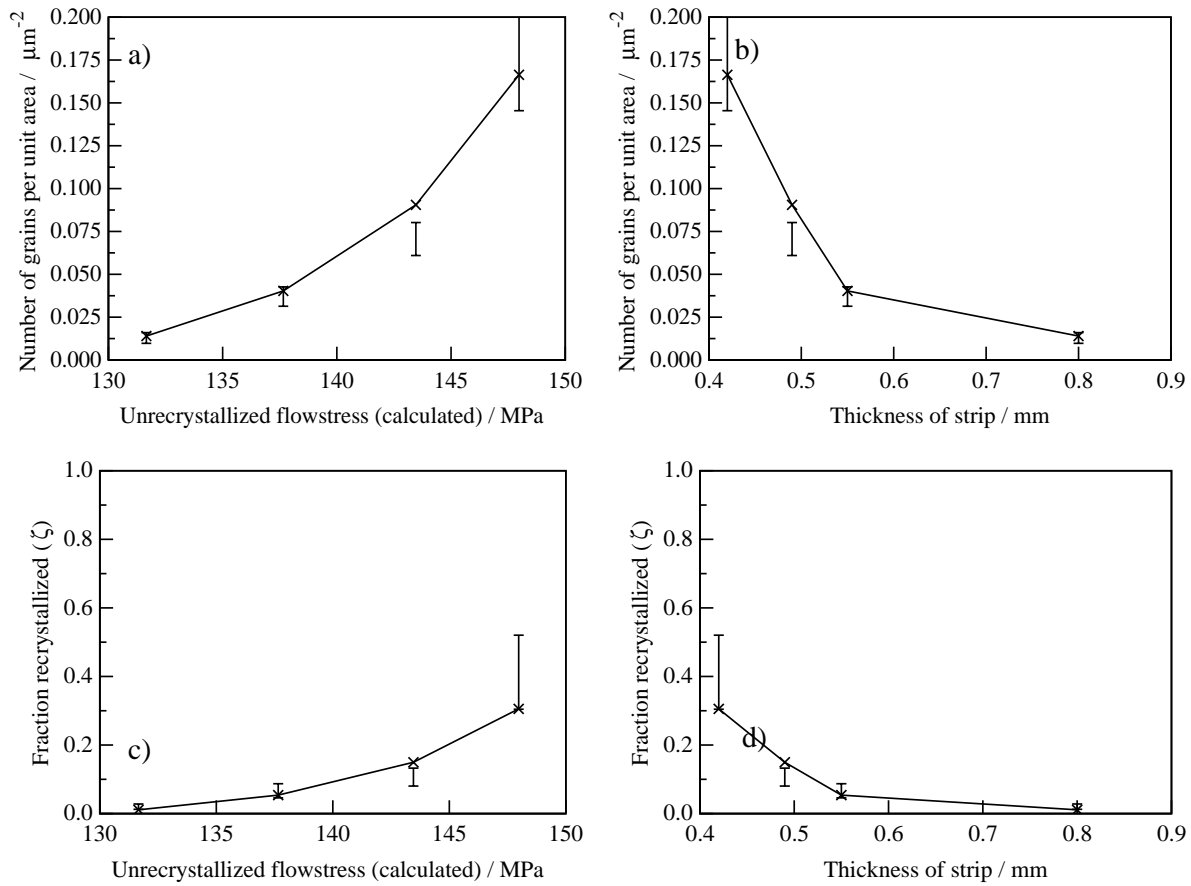 a)
Number of grains per unit area / μm⁻²
0.200
0.175
0.150
0.125
0.100
0.075
0.050
0.025
0.000
130 135 140 145 150
Unrecrystallized flowstress (calculated) / MPa
b)
Number of grains per unit area / μm⁻²
0.200
0.175
0.150
0.125
0.100
0.075
0.050
0.025
0.000
0.4 0.5 0.6 0.7 0.8 0.9
Thickness of strip / mm
c)
Fraction recrystallized (ζ)
1.0
0.8
0.6
0.4
0.2
0.0
130 135 140 145 150
Unrecrystallized flowstress (calculated) / MPa
d)
Fraction recrystallized (ζ)
1.0
0.8
0.6
0.4
0.2
0.0
0.4 0.5 0.6 0.7 0.8 0.9
Thickness of strip / mm